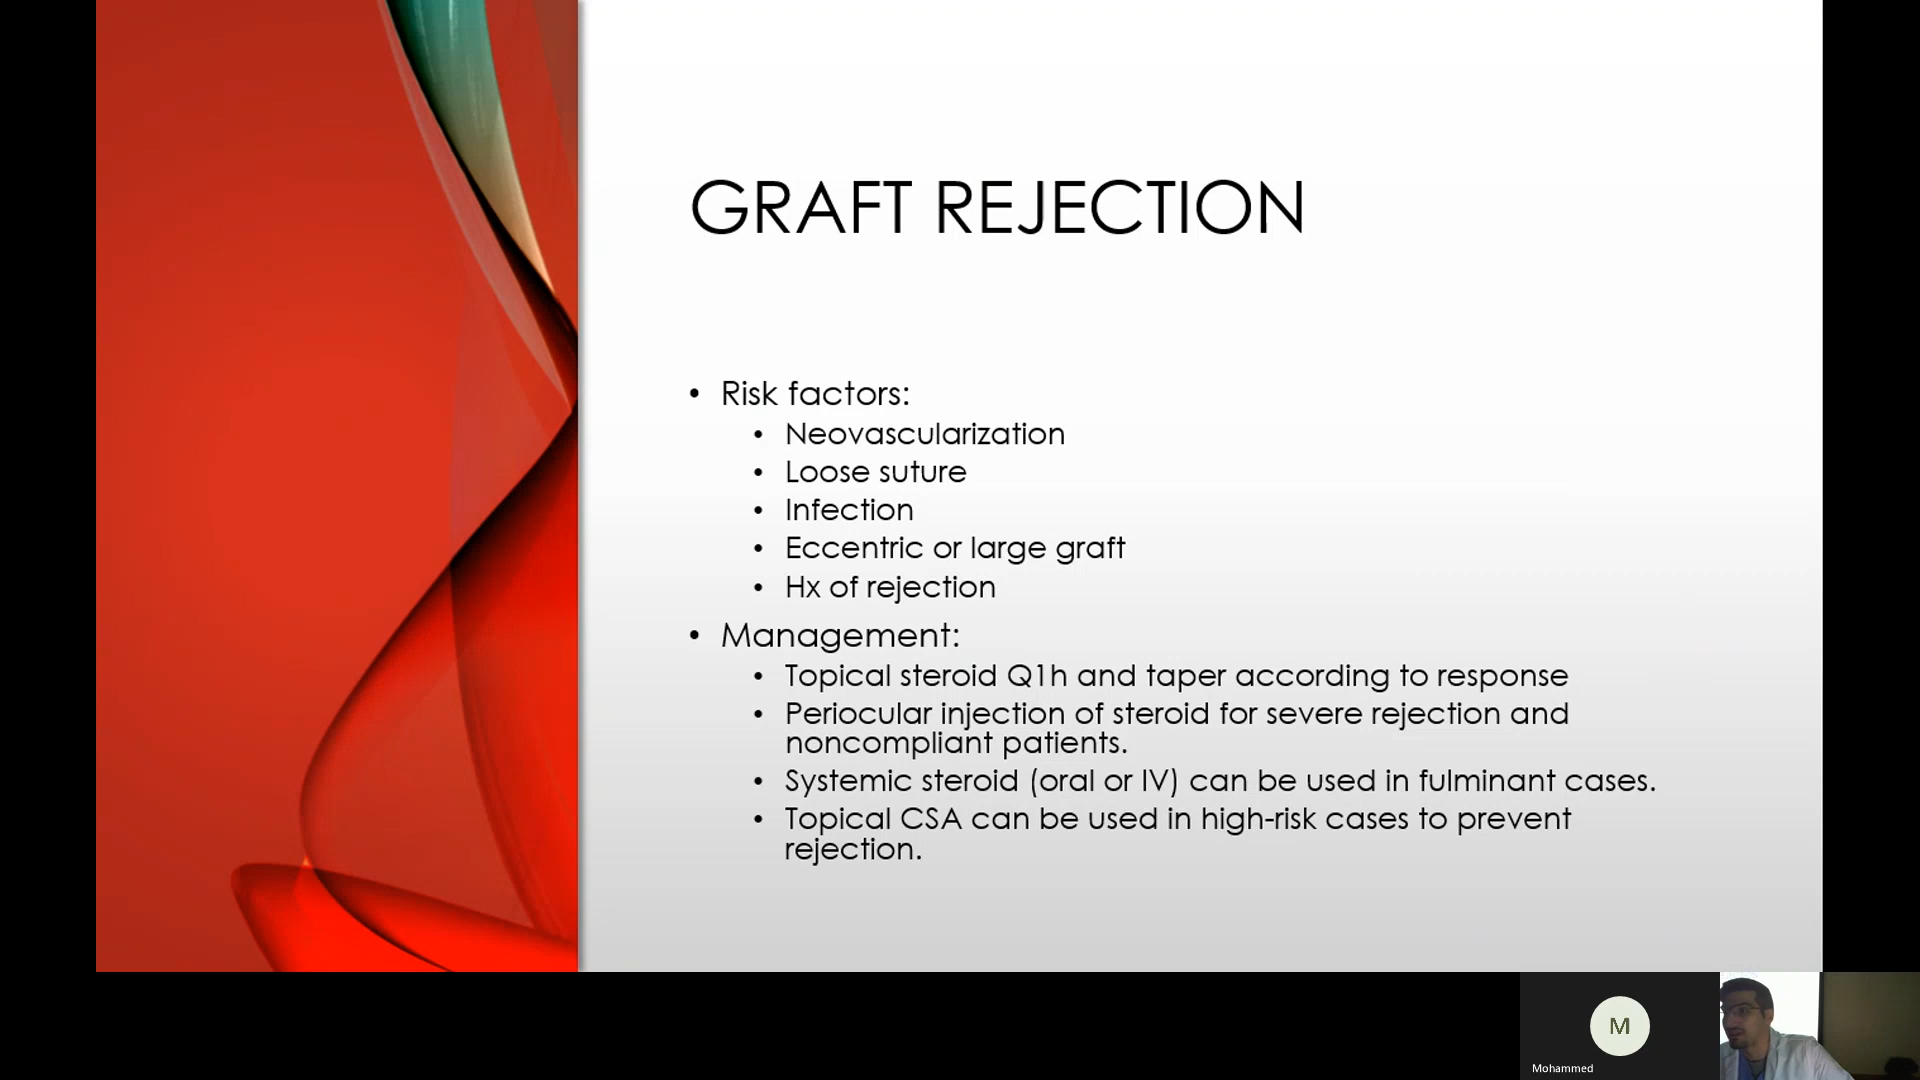 GRAFT REJECTION
• Risk factors:
• Neovascularization
• Loose suture
• Infection
• Eccentric or large graft
• Hx of rejection
• Management:
• Topical steroid Q1h and taper according to response
• Periocular injection of steroid for severe rejection and
noncompliant patients.
• Systemic steroid (oral or IV) can be used in fulminant cases.
• Topical CSA can be used in high-risk cases to prevent
rejection.
M
Mohammed